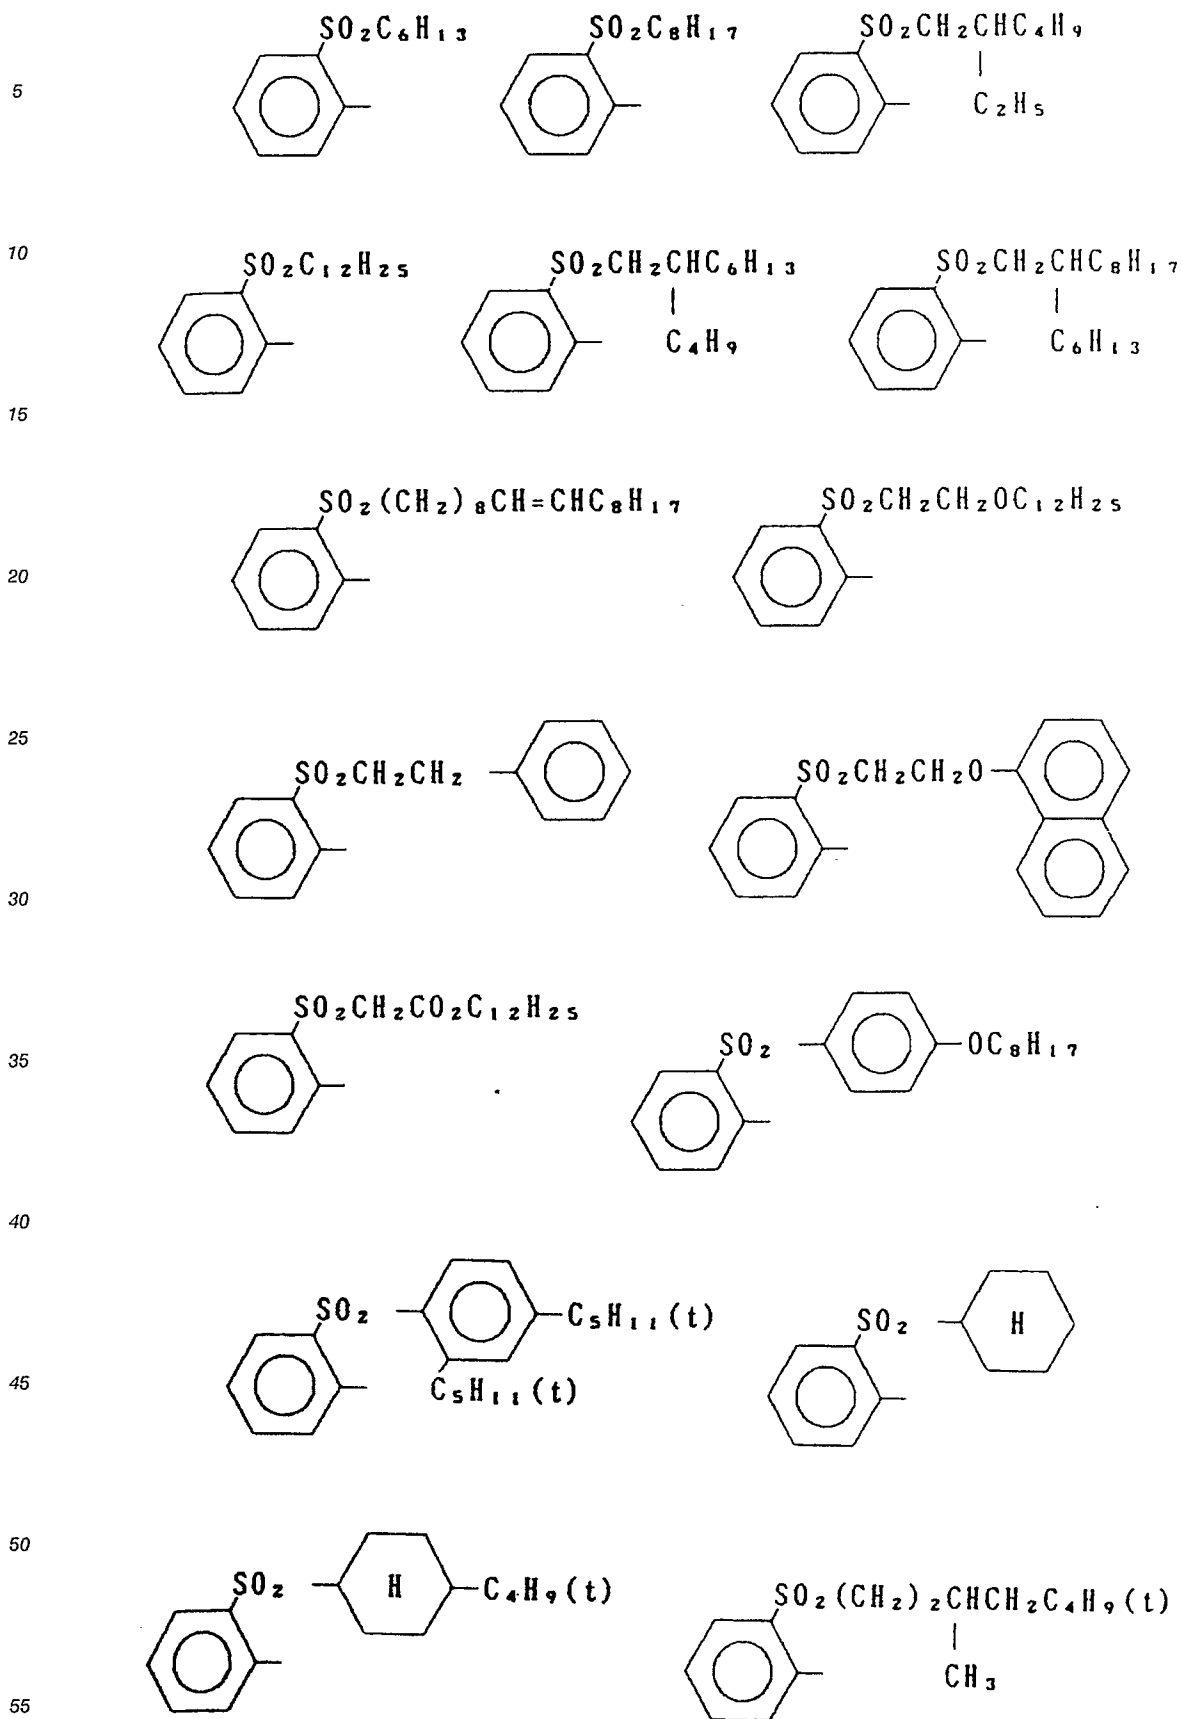 SO₂C₆H₁₃ SO₂C₈H₁₇ SO₂CH₂CHC₄H₉
5 C₂H₅
10 SO₂C₁₂H₂₅ SO₂CH₂CHC₆H₁₃ SO₂CH₂CHC₈H₁₇
C₄H₉ C₆H₁₃
15
SO₂(CH₂)₈CH=CHC₈H₁₇ SO₂CH₂CH₂OC₁₂H₂₅
20
25
SO₂CH₂CH₂ SO₂CH₂CH₂O
30
SO₂CH₂CO₂C₁₂H₂₅
35 SO₂ OC₈H₁₇
40
SO₂ C₅H₁₁(t) SO₂ H
45 C₅H₁₁(t)
50
SO₂ H C₄H₉(t) SO₂(CH₂)₂CHCH₂C₄H₉(t)
CH₃
55